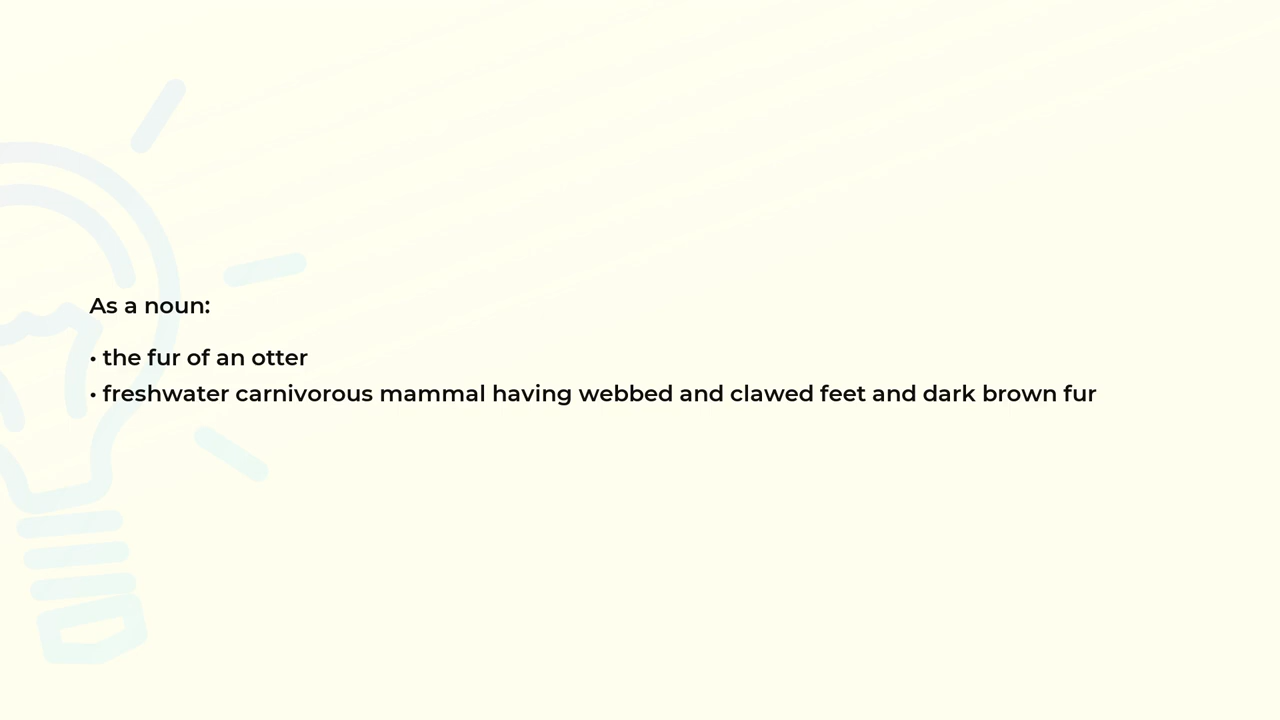 As a noun:
• the fur of an otter
• freshwater carnivorous mammal having webbed and clawed feet and dark brown fur